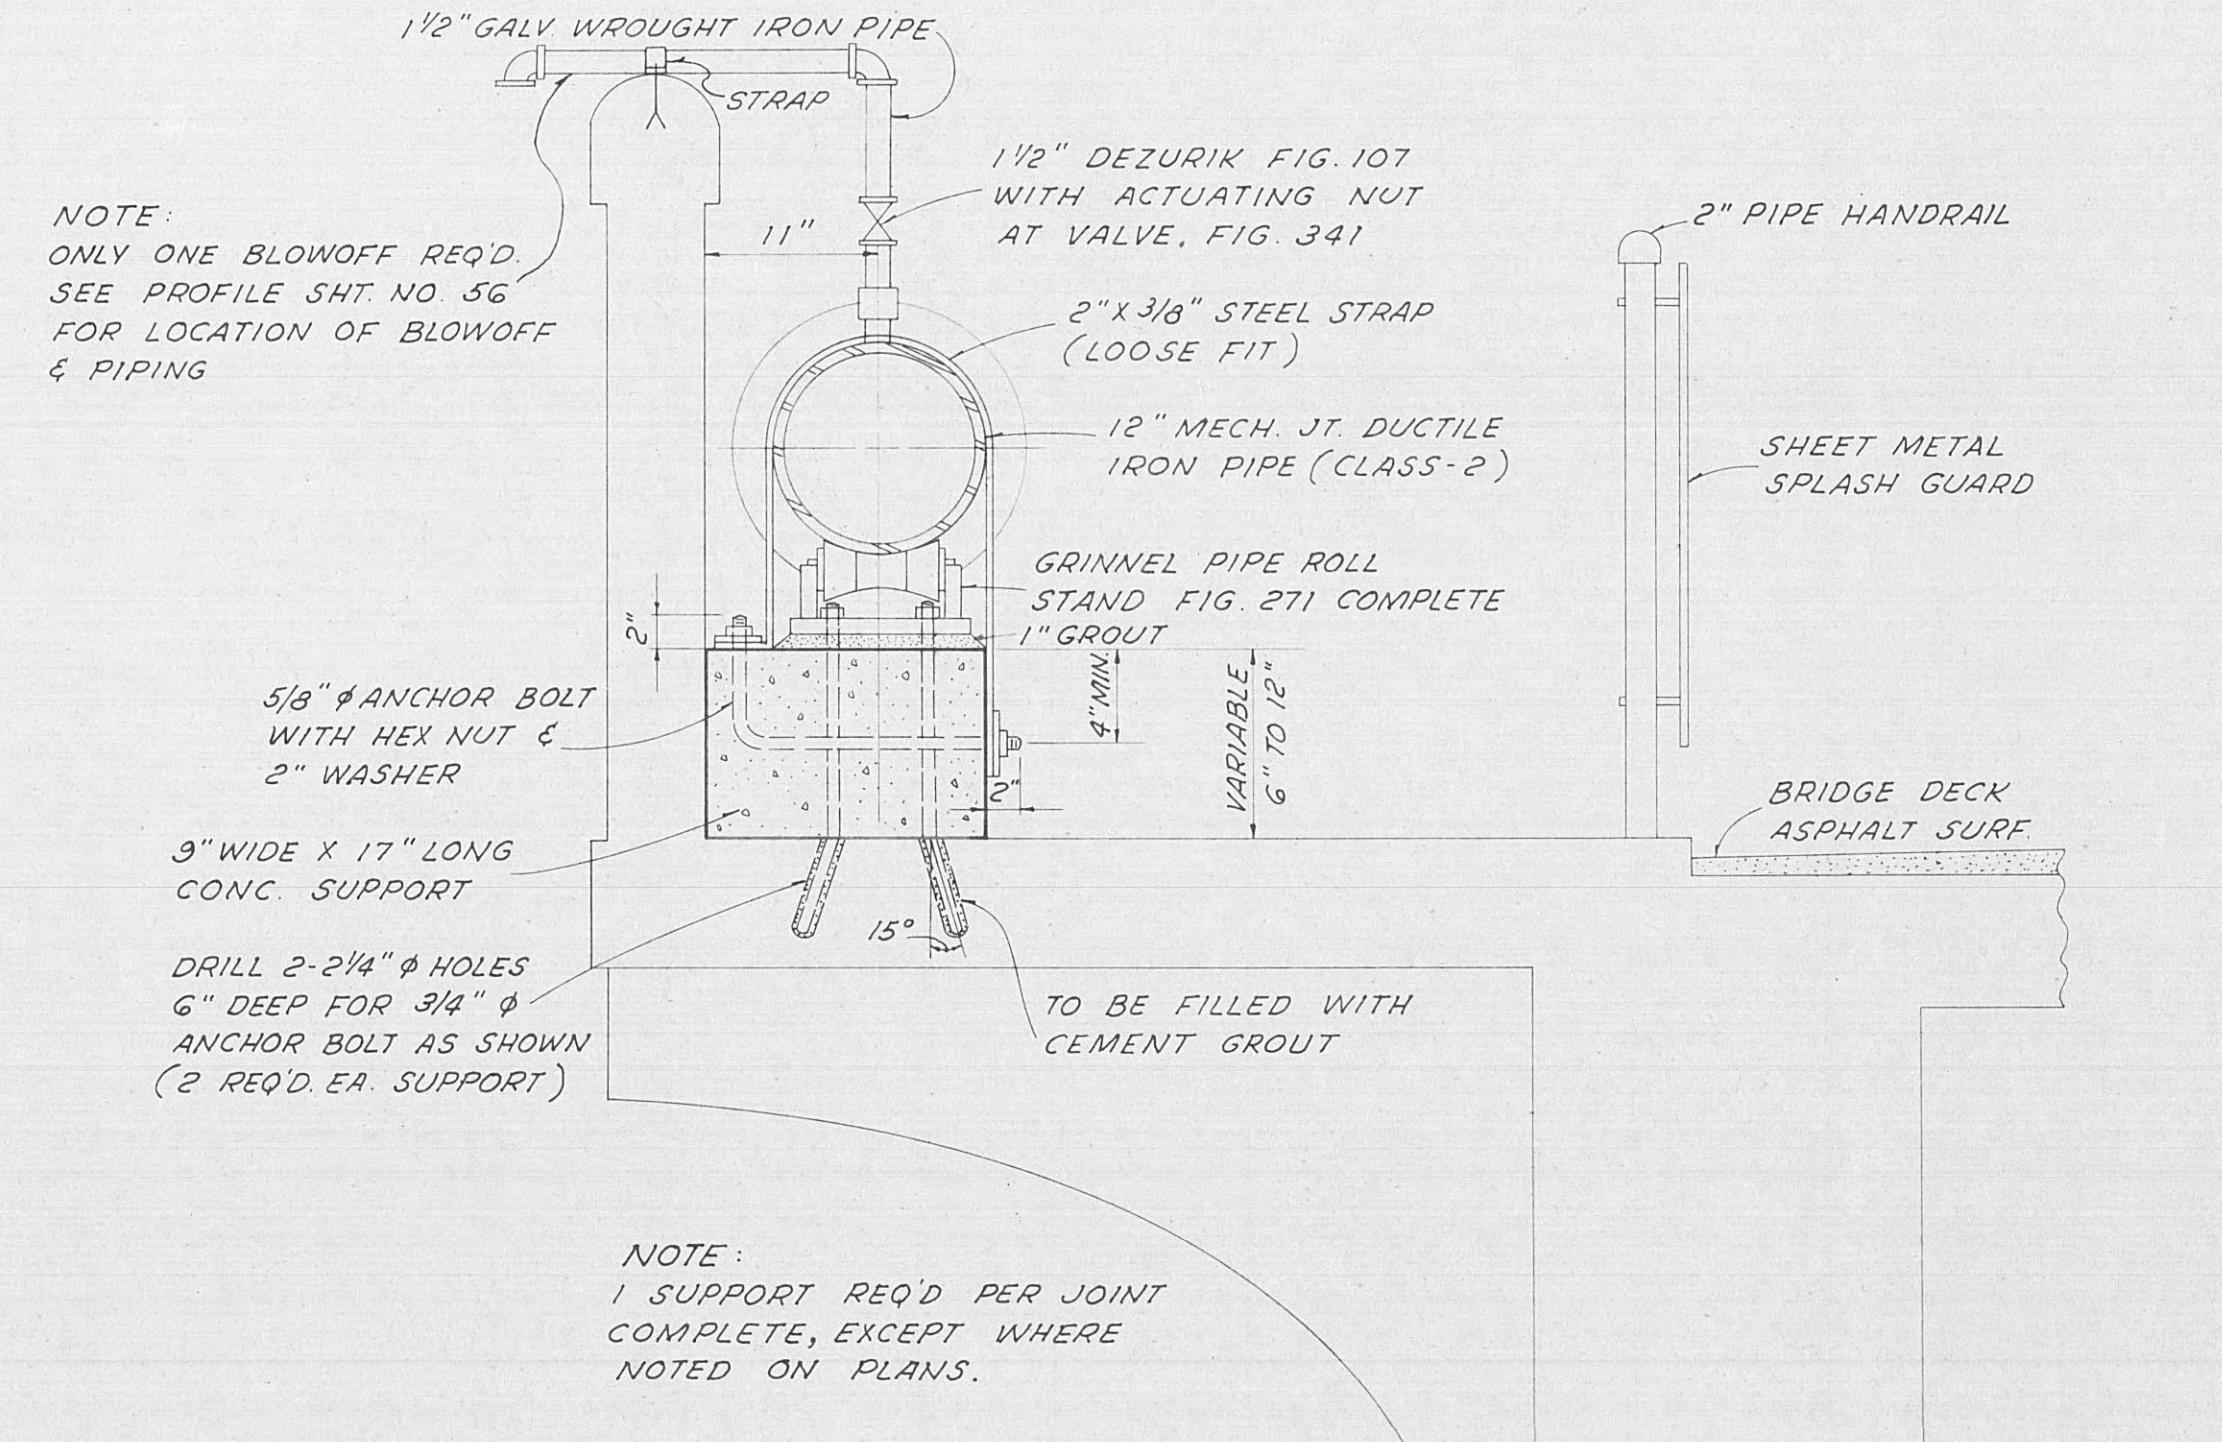 1 1/2" GALV. WROUGHT IRON PIPE
STRAP
NOTE:
ONLY ONE BLOWOFF REQ'D.
SEE PROFILE SHT. NO. 56
FOR LOCATION OF BLOWOFF
& PIPING
11"
1 1/2" DEZURIK FIG. 107
WITH ACTUATING NUT
AT VALVE, FIG. 341
2" PIPE HANDRAIL
2" X 3/8" STEEL STRAP
(LOOSE FIT)
12" MECH. JT. DUCTILE
IRON PIPE (CLASS-2)
SHEET METAL
SPLASH GUARD
GRINNEL PIPE ROLL
STAND FIG. 271 COMPLETE
1" GROUT
2"
5/8" φ ANCHOR BOLT
WITH HEX NUT &
2" WASHER
4" MIN.
VARIABLE
6" TO 12"
2"
BRIDGE DECK
ASPHALT SURF.
9" WIDE X 17" LONG
CONC. SUPPORT
15°
DRILL 2-2 1/4" φ HOLES
6" DEEP FOR 3/4" φ
ANCHOR BOLT AS SHOWN
(2 REQ'D. EA. SUPPORT)
TO BE FILLED WITH
CEMENT GROUT
NOTE:
1 SUPPORT REQ'D PER JOINT
COMPLETE, EXCEPT WHERE
NOTED ON PLANS.